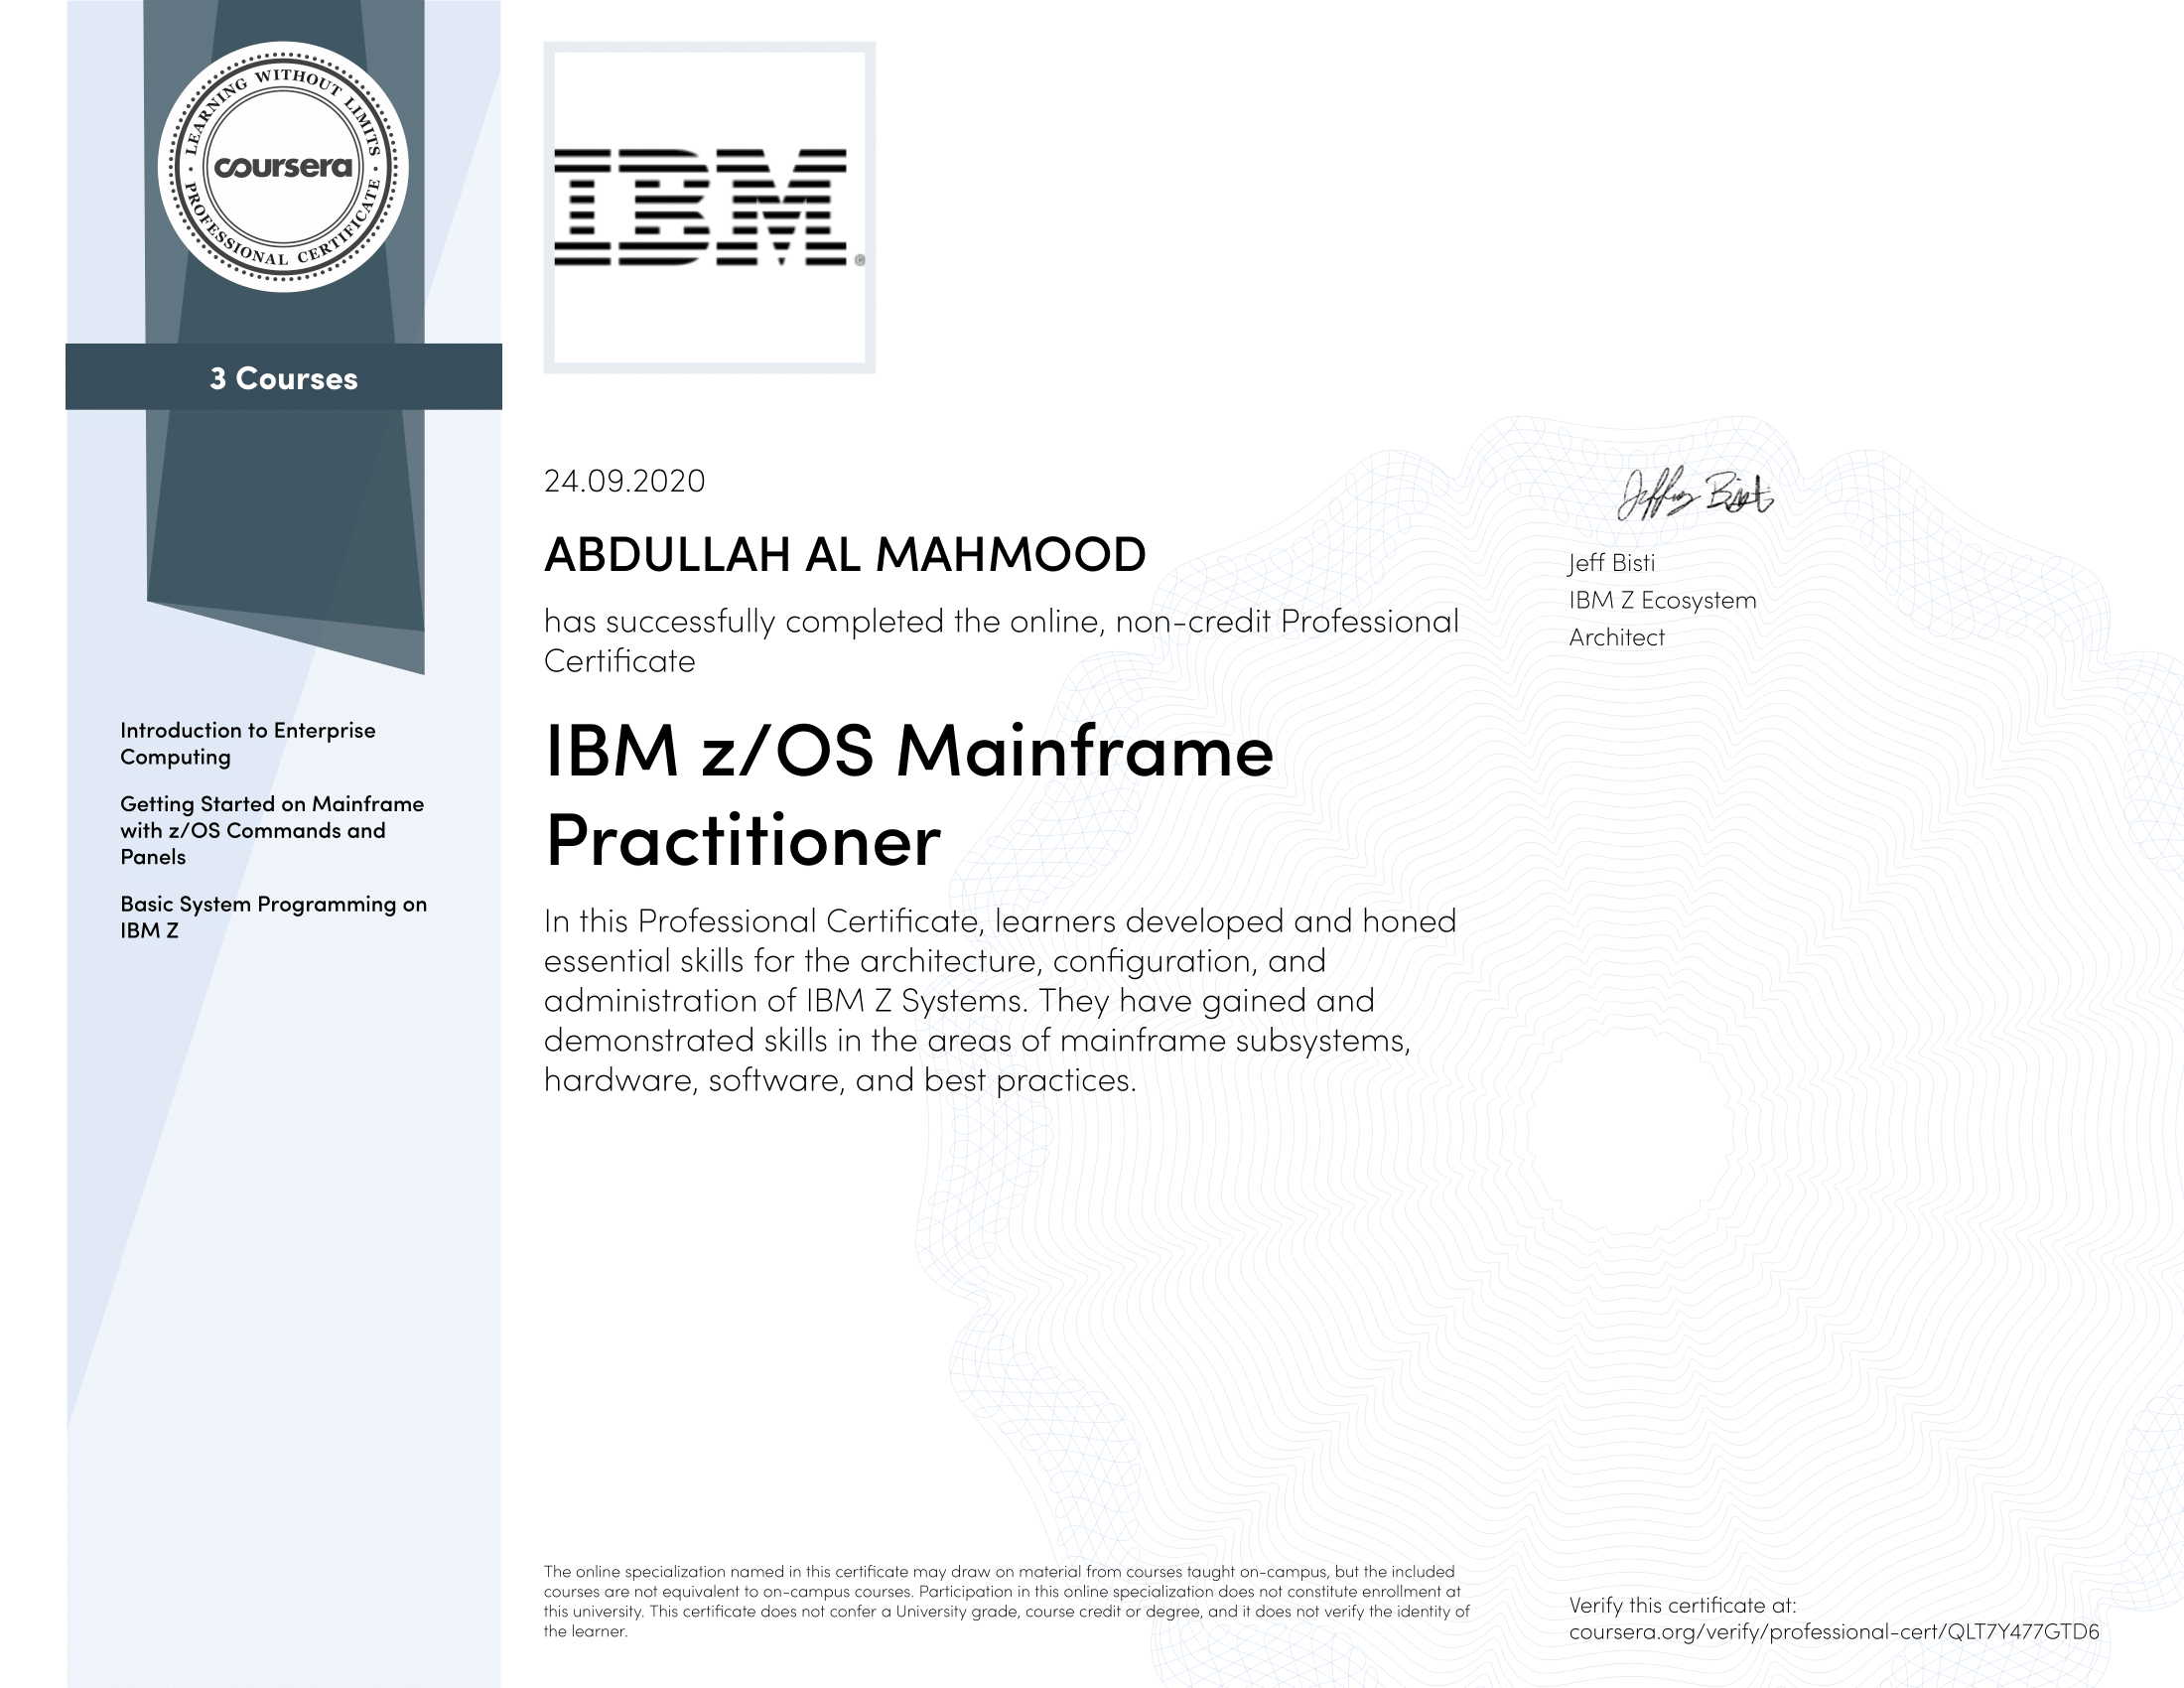 LEARNING WITHOUT LIMITS
coursera
PROFESSIONAL CERTIFICATE
3 Courses
Introduction to Enterprise
Computing
Getting Started on Mainframe
with z/OS Commands and
Panels
Basic System Programming on
IBM Z
IBM®
24.09.2020
ABDULLAH AL MAHMOOD
has successfully completed the online, non-credit Professional
Certificate
IBM z/OS Mainframe
Practitioner
In this Professional Certificate, learners developed and honed
essential skills for the architecture, configuration, and
administration of IBM Z Systems. They have gained and
demonstrated skills in the areas of mainframe subsystems,
hardware, software, and best practices.
Jeffrey Bisti
Jeff Bisti
IBM Z Ecosystem
Architect
The online specialization named in this certificate may draw on material from courses taught on-campus, but the included
courses are not equivalent to on-campus courses. Participation in this online specialization does not constitute enrollment at
this university. This certificate does not confer a University grade, course credit or degree, and it does not verify the identity of
the learner.
Verify this certificate at:
coursera.org/verify/professional-cert/QLT7Y477GTD6